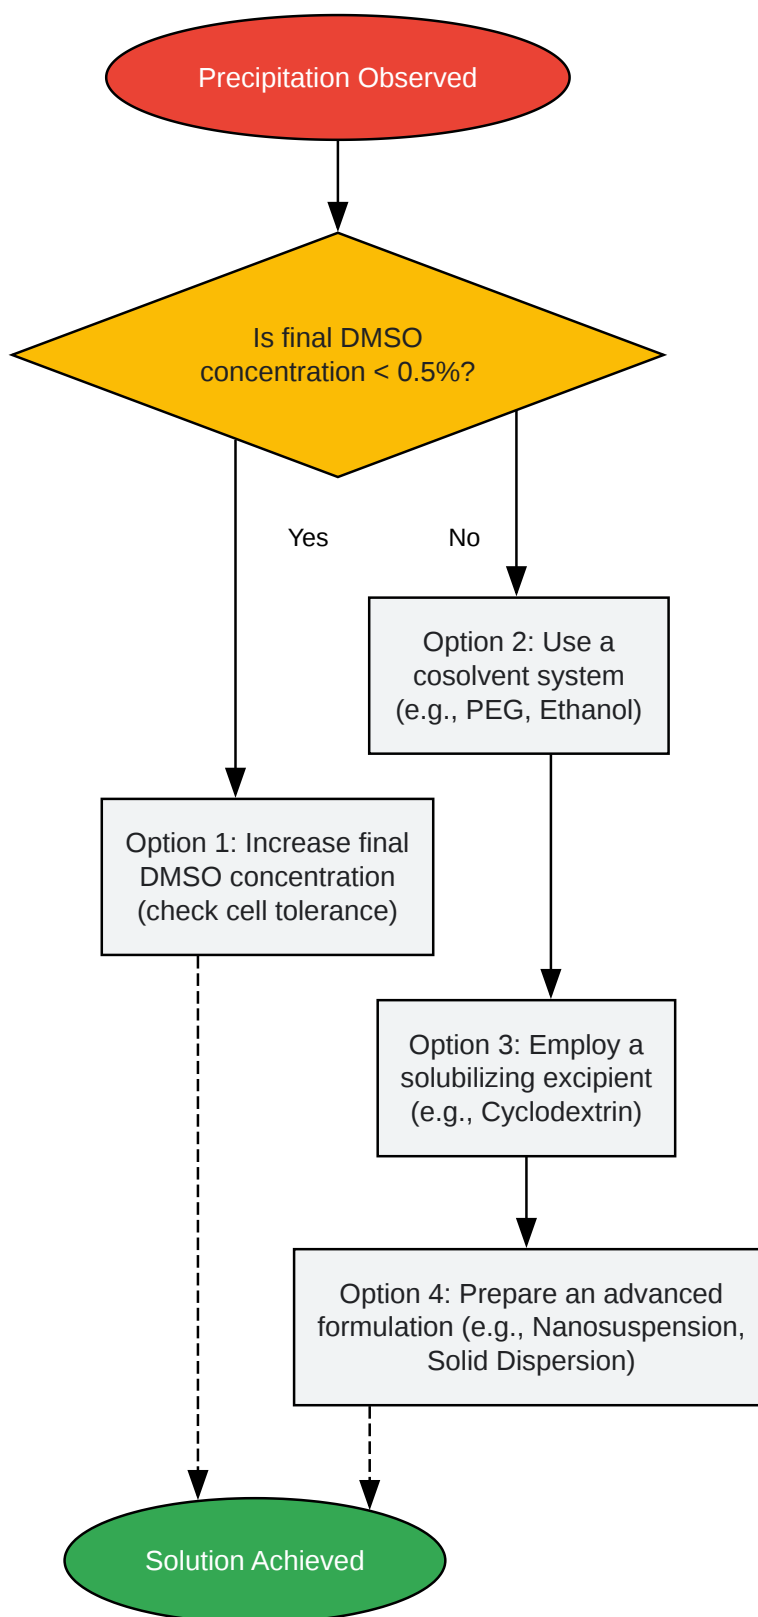 Precipitation Observed
Is final DMSO
concentration < 0.5%?
Yes
No
Option 2: Use a
cosolvent system
(e.g., PEG, Ethanol)
Option 1: Increase final
DMSO concentration
(check cell tolerance)
Option 3: Employ a
solubilizing excipient
(e.g., Cyclodextrin)
Option 4: Prepare an advanced
formulation (e.g., Nanosuspension,
Solid Dispersion)
Solution Achieved